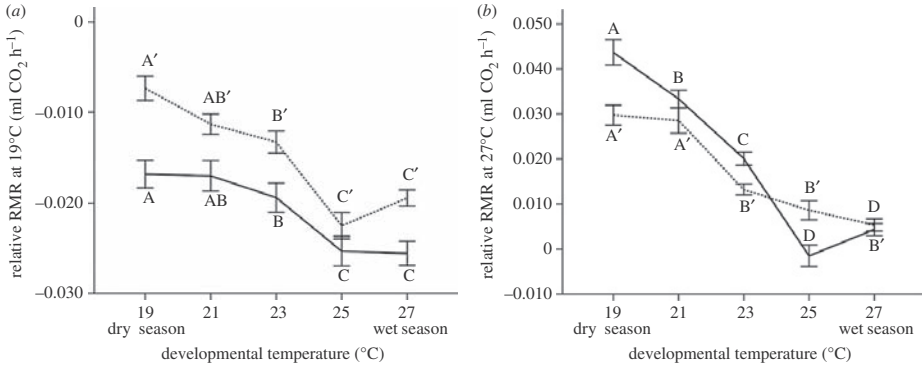 (a)
0
–0.010
–0.020
–0.030
relative RMR at 19°C (ml CO₂ h⁻¹)
A′
AB′
B′
C′
C′
A
AB
B
C
C
19
21
23
25
27
dry season
wet season
developmental temperature (°C)
(b)
0.050
0.040
0.030
0.020
0.010
0
–0.010
relative RMR at 27°C (ml CO₂ h⁻¹)
A
B
C
B′
D
A′
A′
B′
D
B′
19
21
23
25
27
dry season
wet season
developmental temperature (°C)